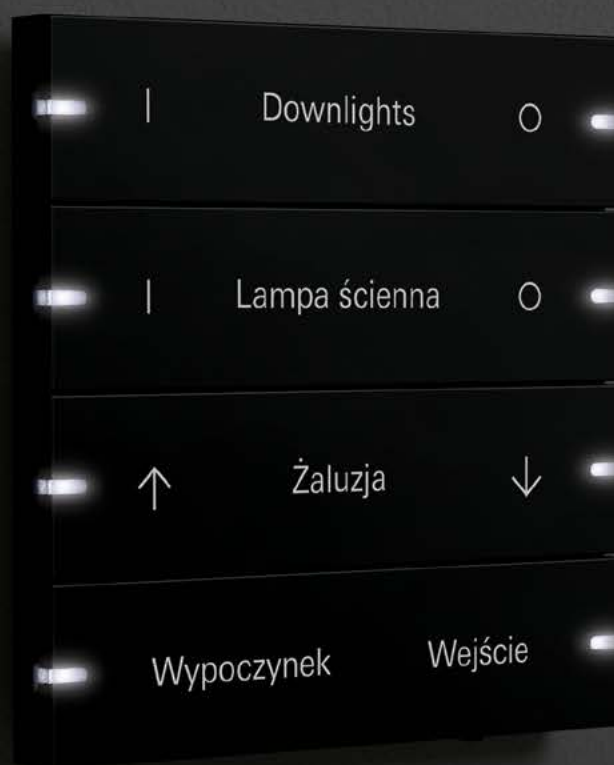 | Downlights O
| Lampa ścienna O
↑ Żaluzja ↓
Wypoczynek Wejście